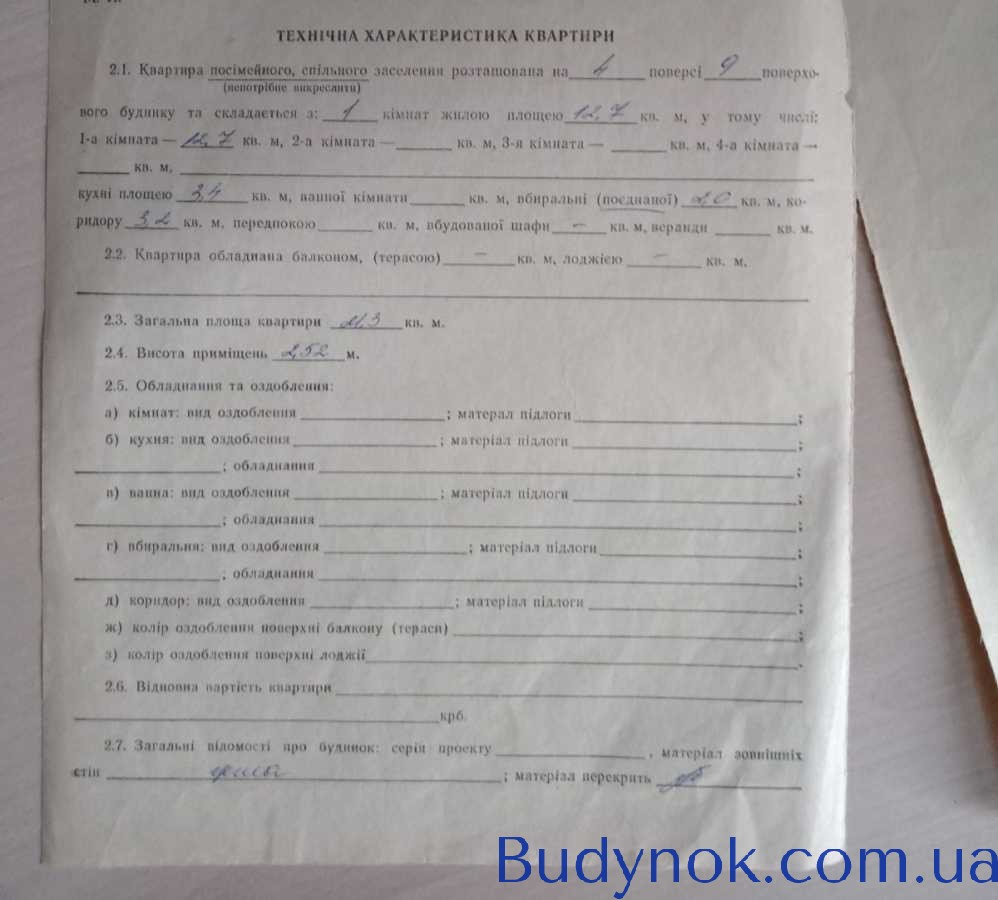 ТЕХНІЧНА ХАРАКТЕРИСТИКА КВАРТИРИ
2.1. Квартира посімейного, спільного заселення розташована на 4 поверсі 9 поверхо-
(непотрібне викреслити)
вого будинку та складається з: 1 кімнат жилою площею 12,7 кв. м, у тому числі:
1-а кімната — 12,7 кв. м, 2-а кімната — кв. м, 3-я кімната — кв. м, 4-а кімната —
кв. м,
кухні площею 3,4 кв. м, ванної кімнати кв. м, вбиральні (поєднаної) 2,0 кв. м, ко-
ридору 3,2 кв. м, передпокою кв. м, вбудованої шафи — кв. м, веранди кв. м.
2.2. Квартира обладнана балконом, (терасою) — кв. м, лоджією — кв. м.
2.3. Загальна площа квартири 21,3 кв. м.
2.4. Висота приміщень 2,52 м.
2.5. Обладнання та оздоблення:
а) кімнат: вид оздоблення ; матерал підлоги ;
б) кухня: вид оздоблення ; матеріал підлоги ;
; обладнання ;
в) ванна: вид оздоблення ; матеріал підлоги ;
; обладнання ;
г) вбиральня: вид оздоблення ; матеріал підлоги ;
; обладнання ;
д) коридор: вид оздоблення ; матеріал підлоги ;
ж) колір оздоблення поверхні балкону (тераси) ;
з) колір оздоблення поверхні лоджії .
2.6. Відновна вартість квартири
крб.
2.7. Загальні відомості про будинок: серія проекту , матеріал зовнішніх
стін ; матеріал перекрить
Budynok.com.ua